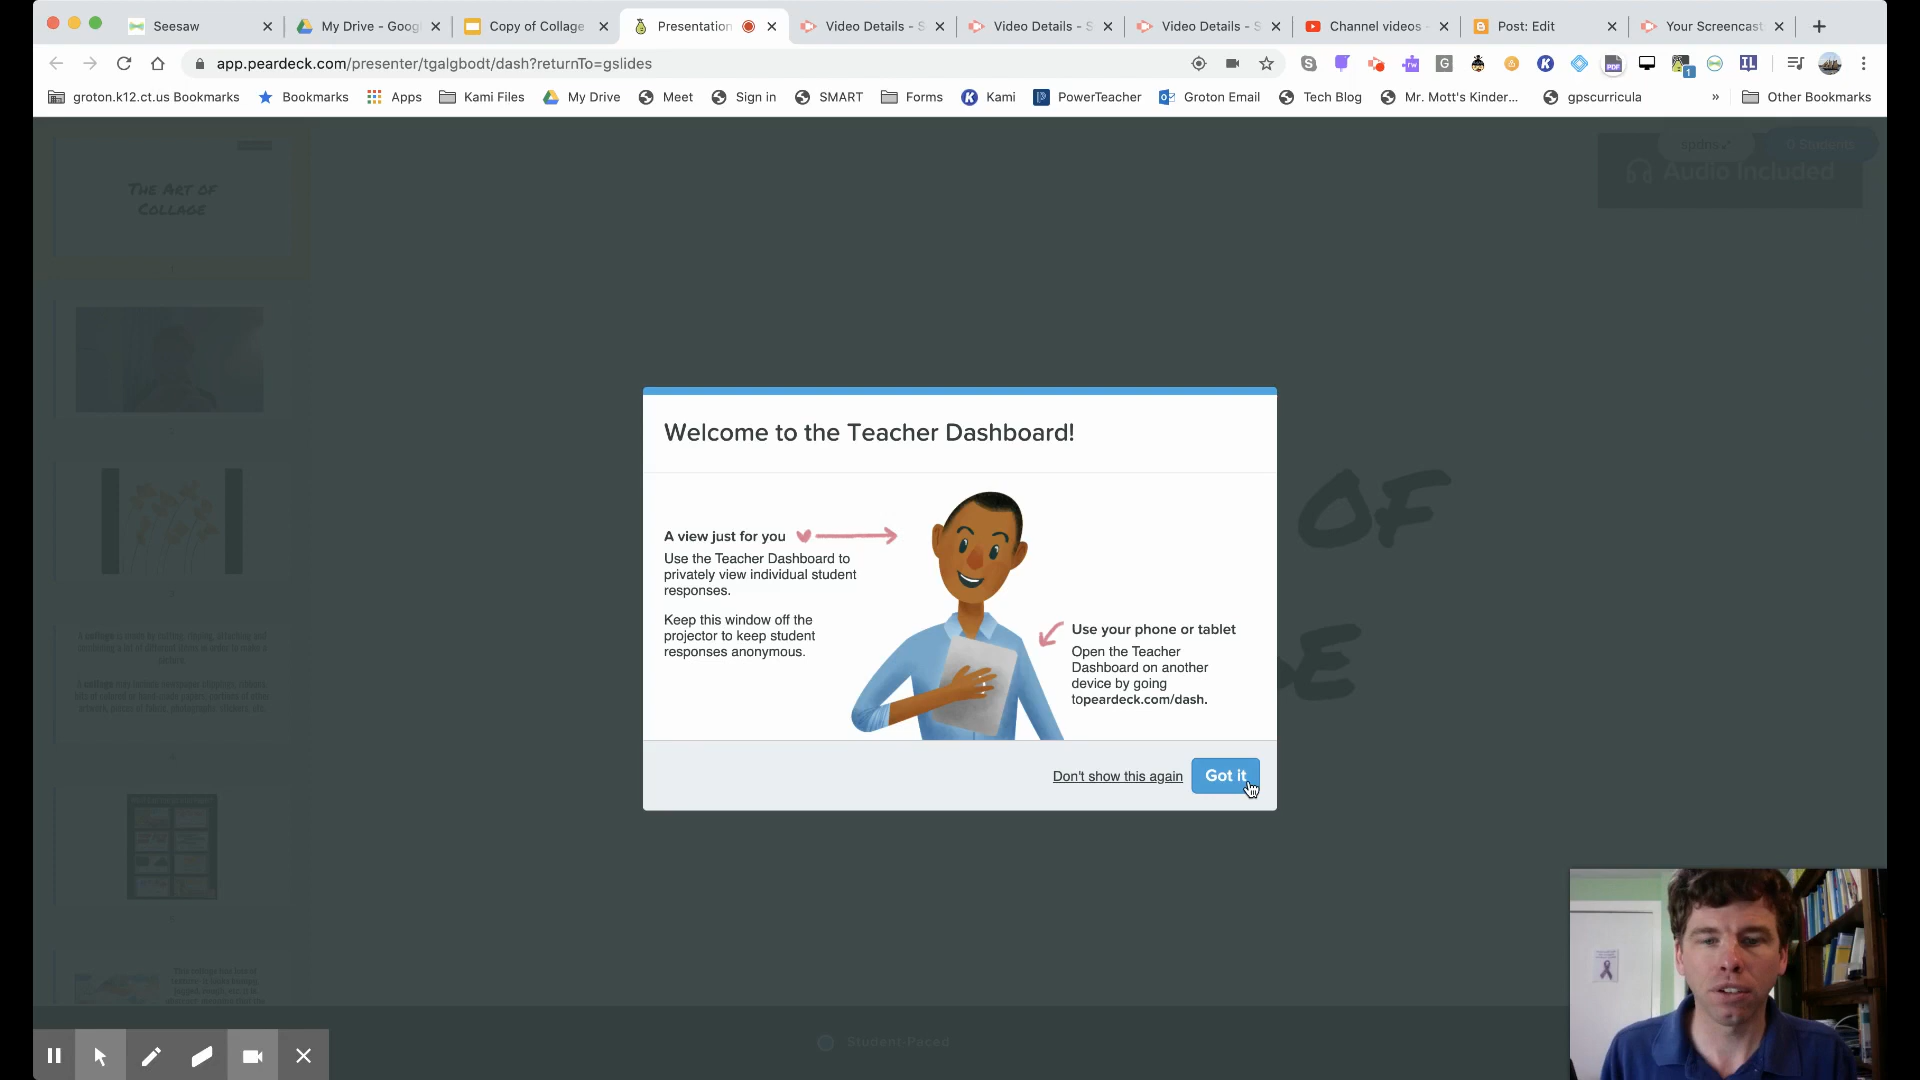 Seesaw
My Drive - Goog
Copy of Collage
Presentation
Video Details - S
Video Details - S
Video Details - S
Channel videos -
Post: Edit
Your Screencast
app.peardeck.com/presenter/tgalgbodt/dash?returnTo=gslides
groton.k12.ct.us Bookmarks
Bookmarks
Apps
Kami Files
My Drive
Meet
Sign in
SMART
Forms
Kami
PowerTeacher
Groton Email
Tech Blog
Mr. Mott's Kinder...
gpscurricula
»
Other Bookmarks
The Art of
Collage
0 Students
Audio Included
OF
Welcome to the Teacher Dashboard!
A view just for you
Use the Teacher Dashboard to
privately view individual student
responses.
Keep this window off the
projector to keep student
responses anonymous.
Use your phone or tablet
Open the Teacher
Dashboard on another
device by going
topeardeck.com/dash.
Don't show this again
Got it
Student-Paced